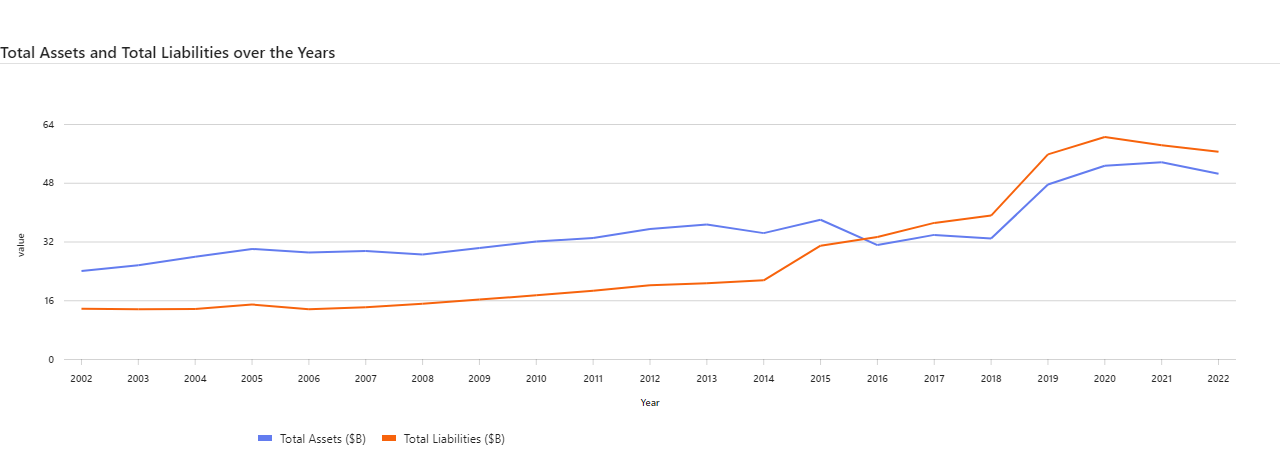 Total Assets and Total Liabilities over the Years
64
48
32
16
0
value
2002 2003 2004 2005 2006 2007 2008 2009 2010 2011 2012 2013 2014 2015 2016 2017 2018 2019 2020 2021 2022
Year
Total Assets ($B) Total Liabilities ($B)